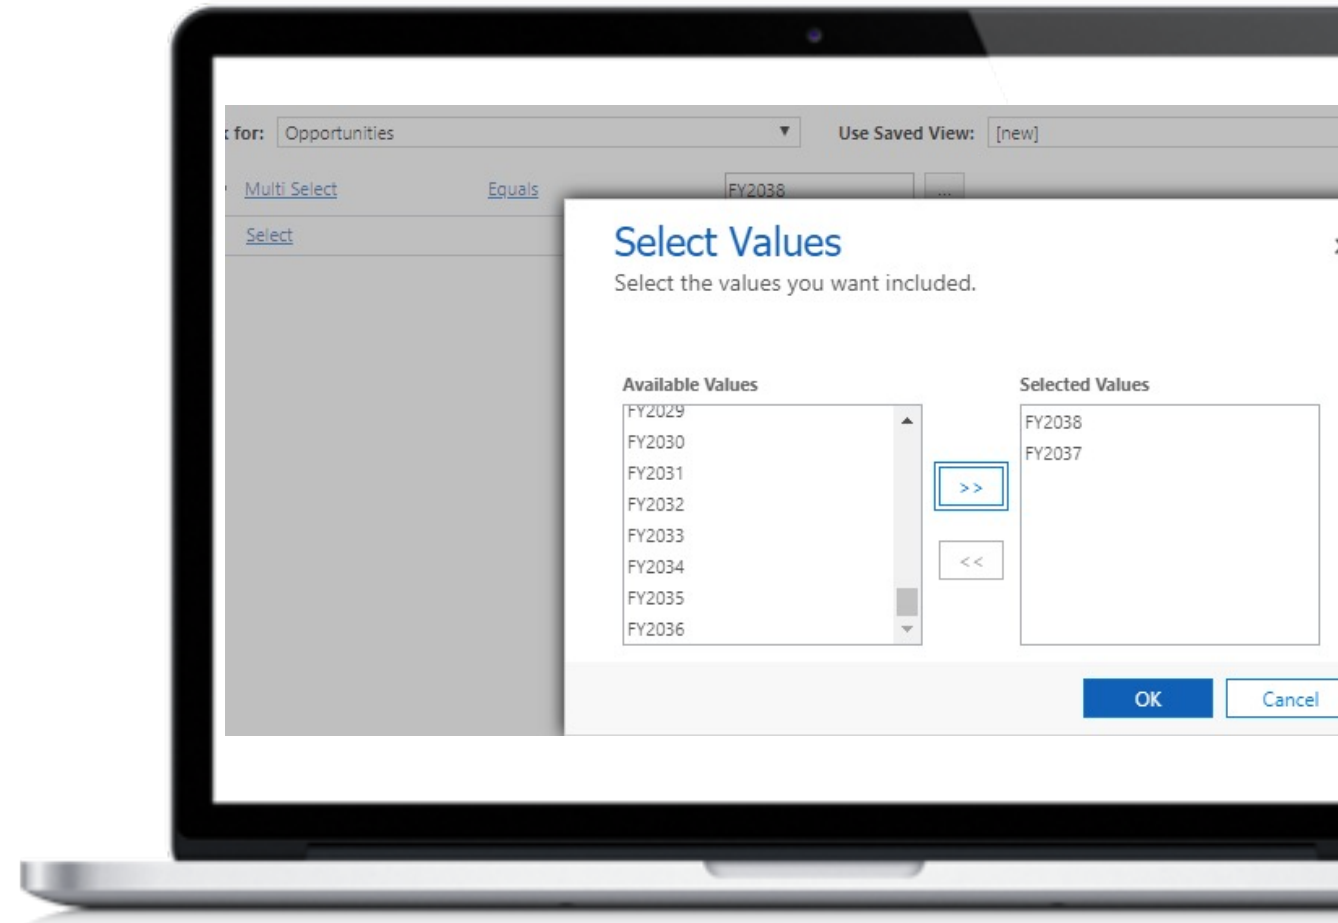 for: Opportunities ▼ Use Saved View: [new]
Multi Select Equals FY2038 ...
Select
Select Values
Select the values you want included.
Available Values Selected Values
FY2029
FY2030
FY2031
FY2032
FY2033
FY2034
FY2035
FY2036
>>
<<
FY2038
FY2037
OK Cancel